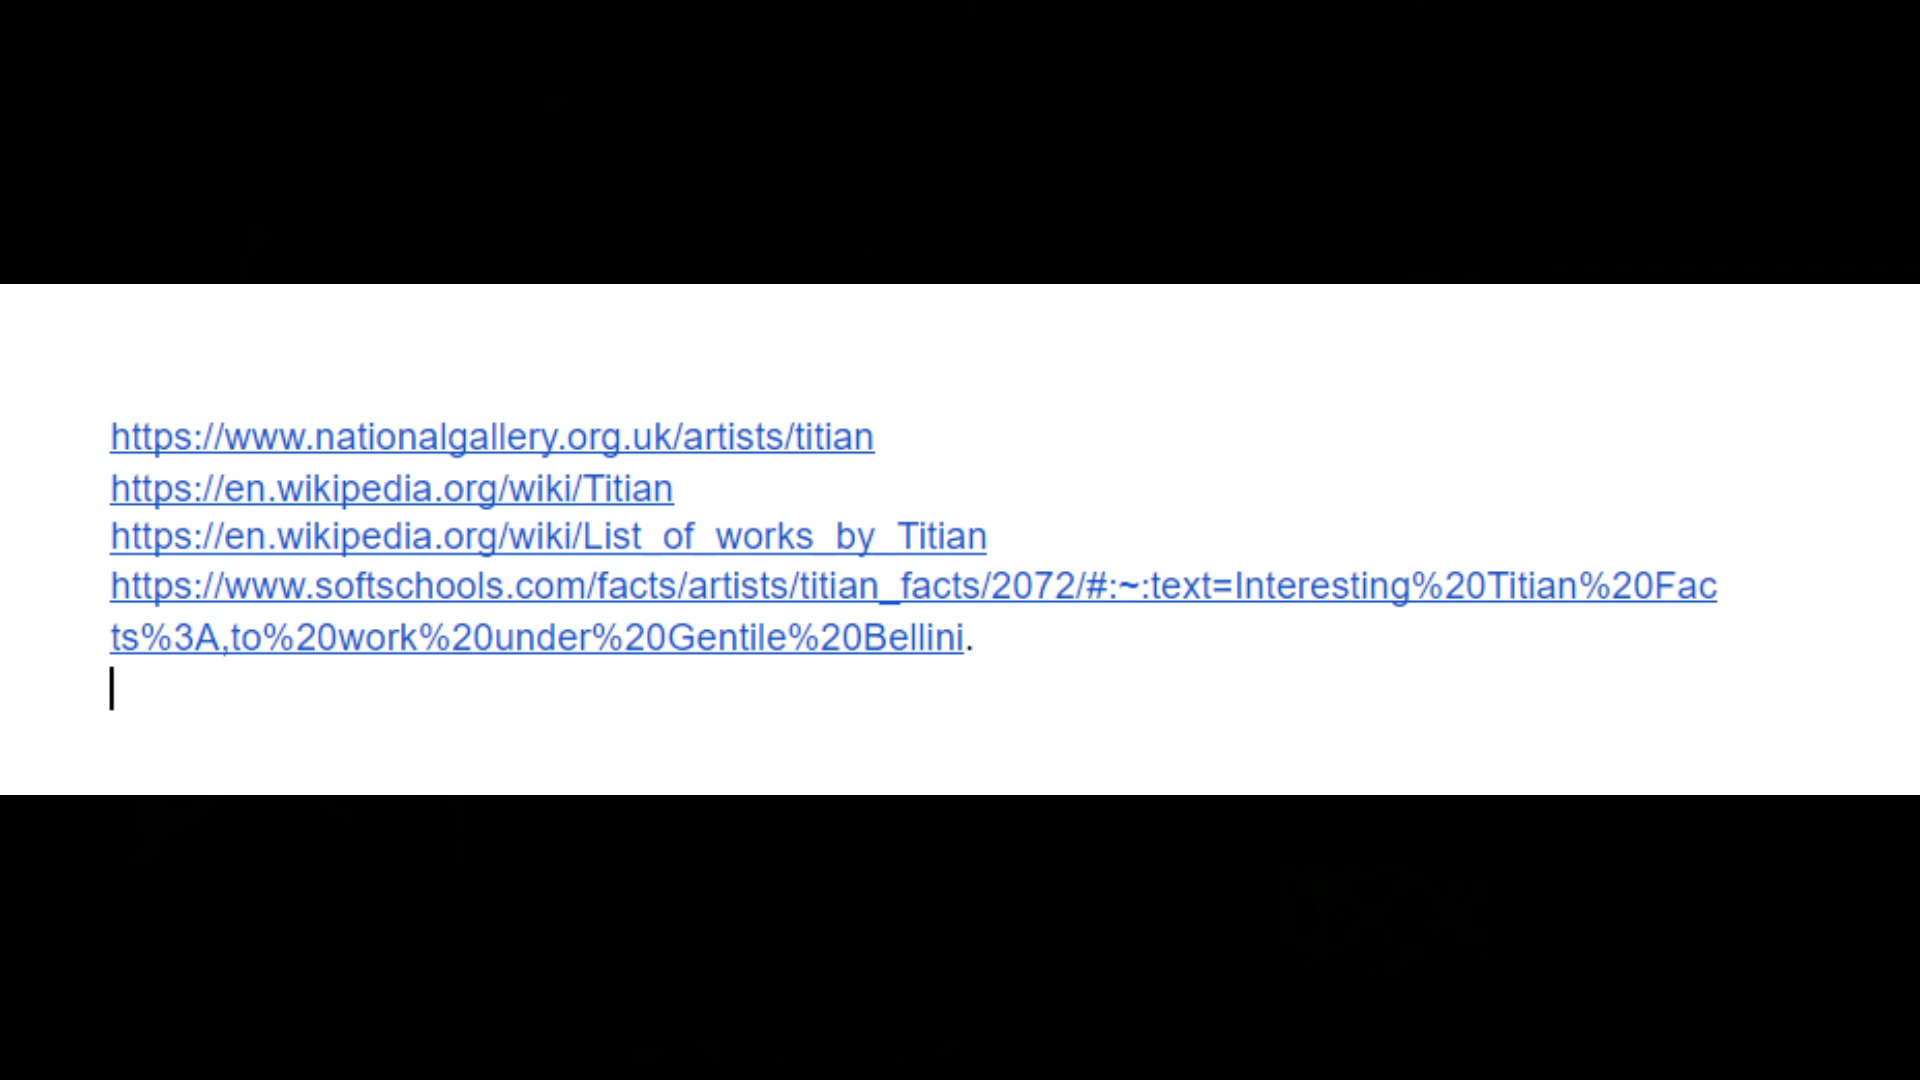 https://www.nationalgallery.org.uk/artists/titian
https://en.wikipedia.org/wiki/Titian
https://en.wikipedia.org/wiki/List_of_works_by_Titian
https://www.softschools.com/facts/artists/titian_facts/2072/#:~:text=Interesting%20Titian%20Fac
ts%3A,to%20work%20under%20Gentile%20Bellini.